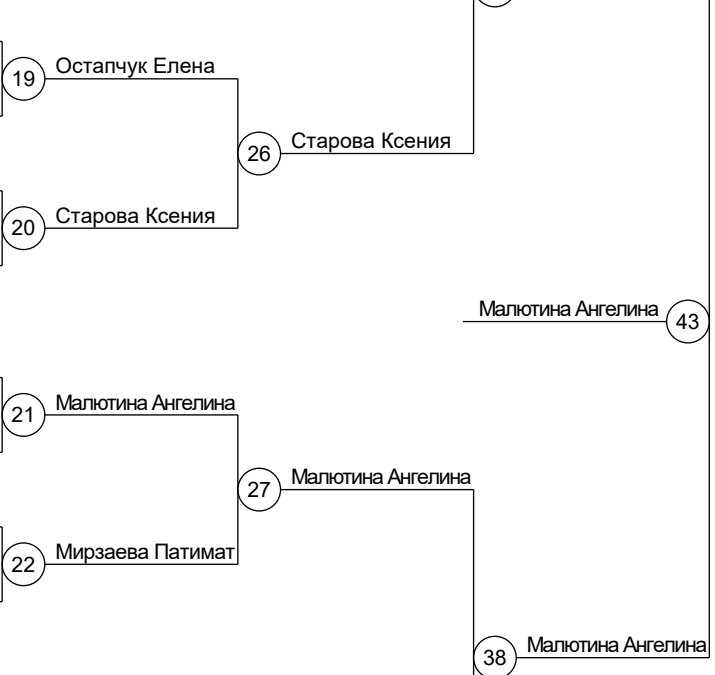 19 Остапчук Елена
26 Старова Ксения
20 Старова Ксения
Малютина Ангелина 43
21 Малютина Ангелина
27 Малютина Ангелина
22 Мирзаева Патимат
38 Малютина Ангелина